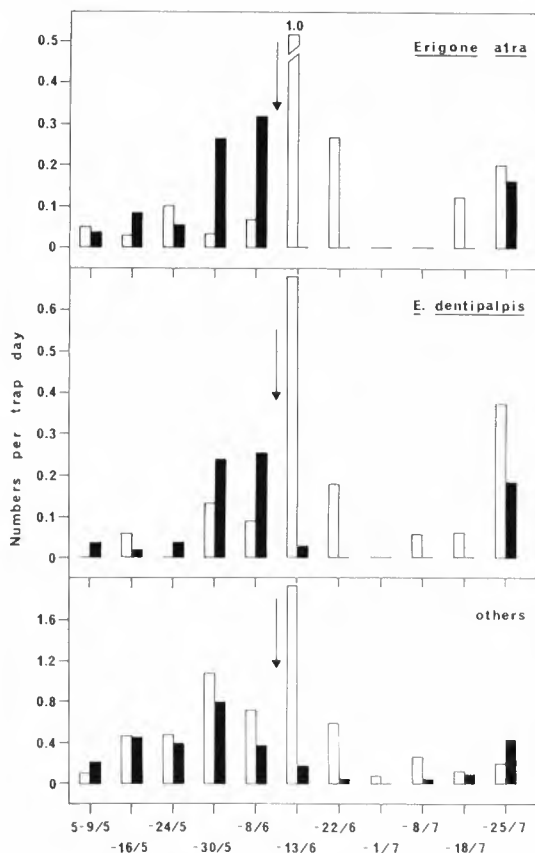 1.0
Erigone atra
0.5
0.3
0.2
0.1
0
E. dentipalpis
0.6
0.4
0.3
0.2
0.1
0
others
1.6
1.2
0.4
0.4
0
Numbers per trap day
5-9/5 -24/5 -8/6 -22/6 -8/7 -25/7
-16/5 -30/5 -13/6 -1/7 -18/7